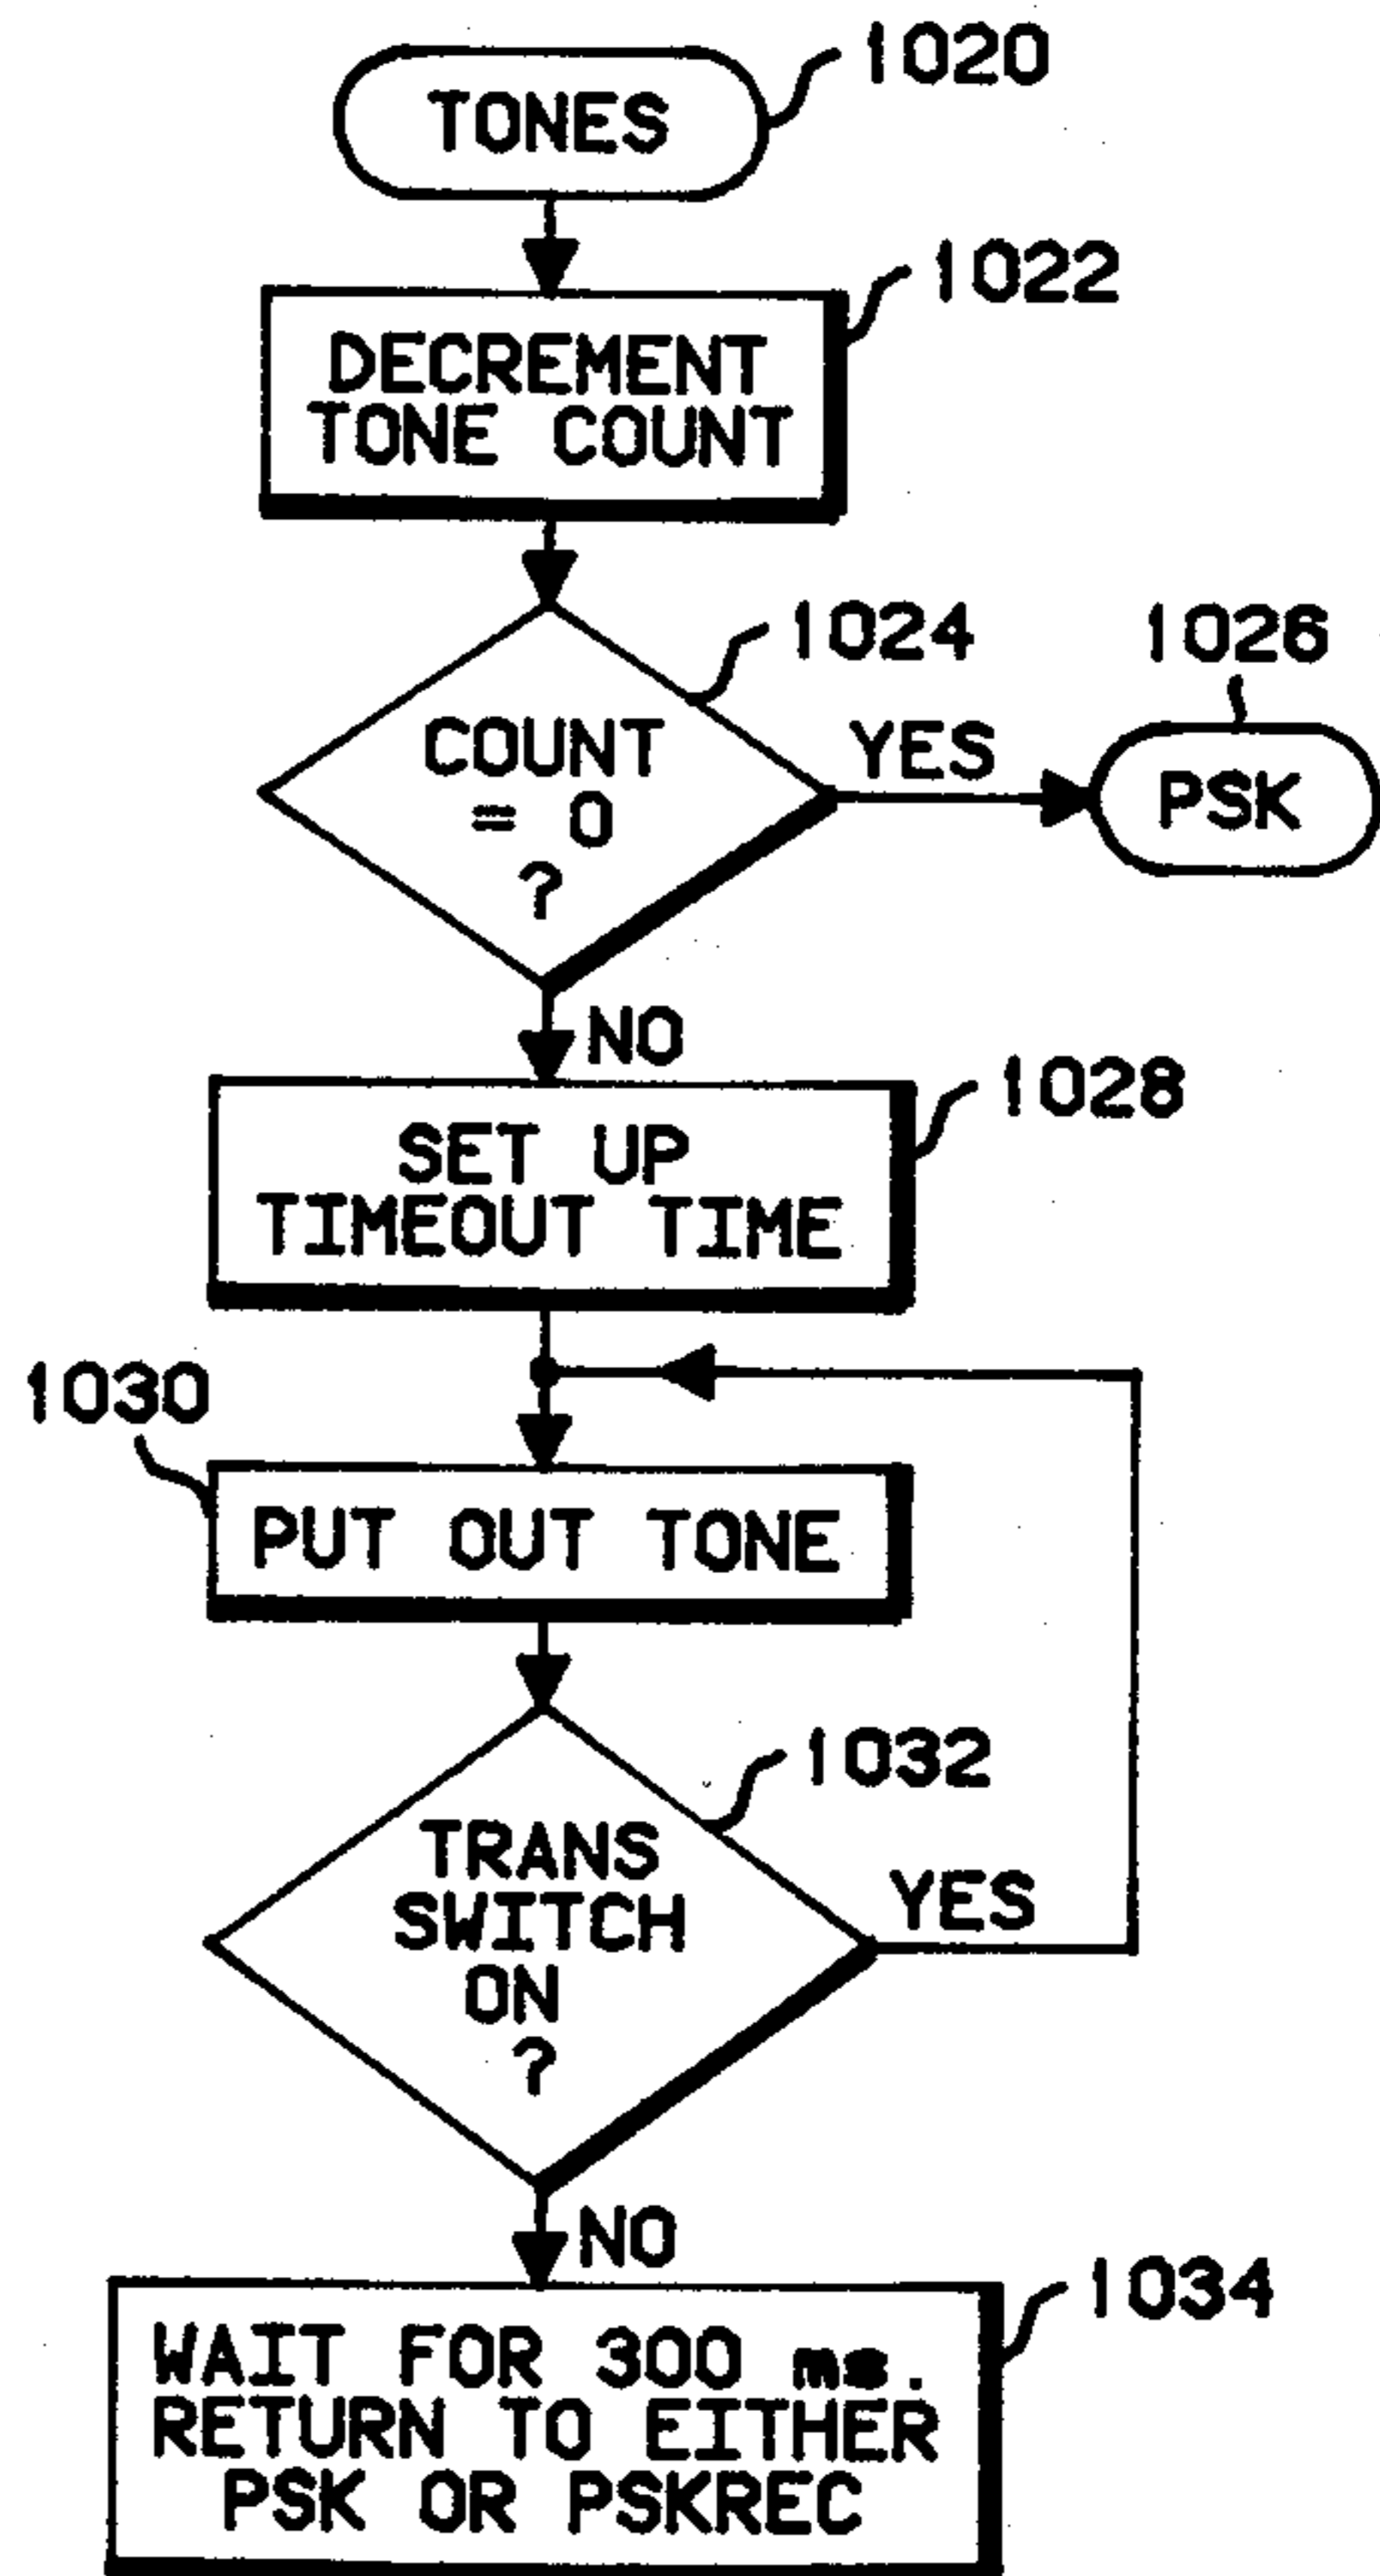 1020
TONES
1022
DECREMENT
TONE COUNT
1024
1026
COUNT
= 0
?
YES
PSK
NO
1028
SET UP
TIMEOUT TIME
1030
PUT OUT TONE
1032
TRANS
SWITCH
ON
?
YES
NO
1034
WAIT FOR 300 ms.
RETURN TO EITHER
PSK OR PSKREC